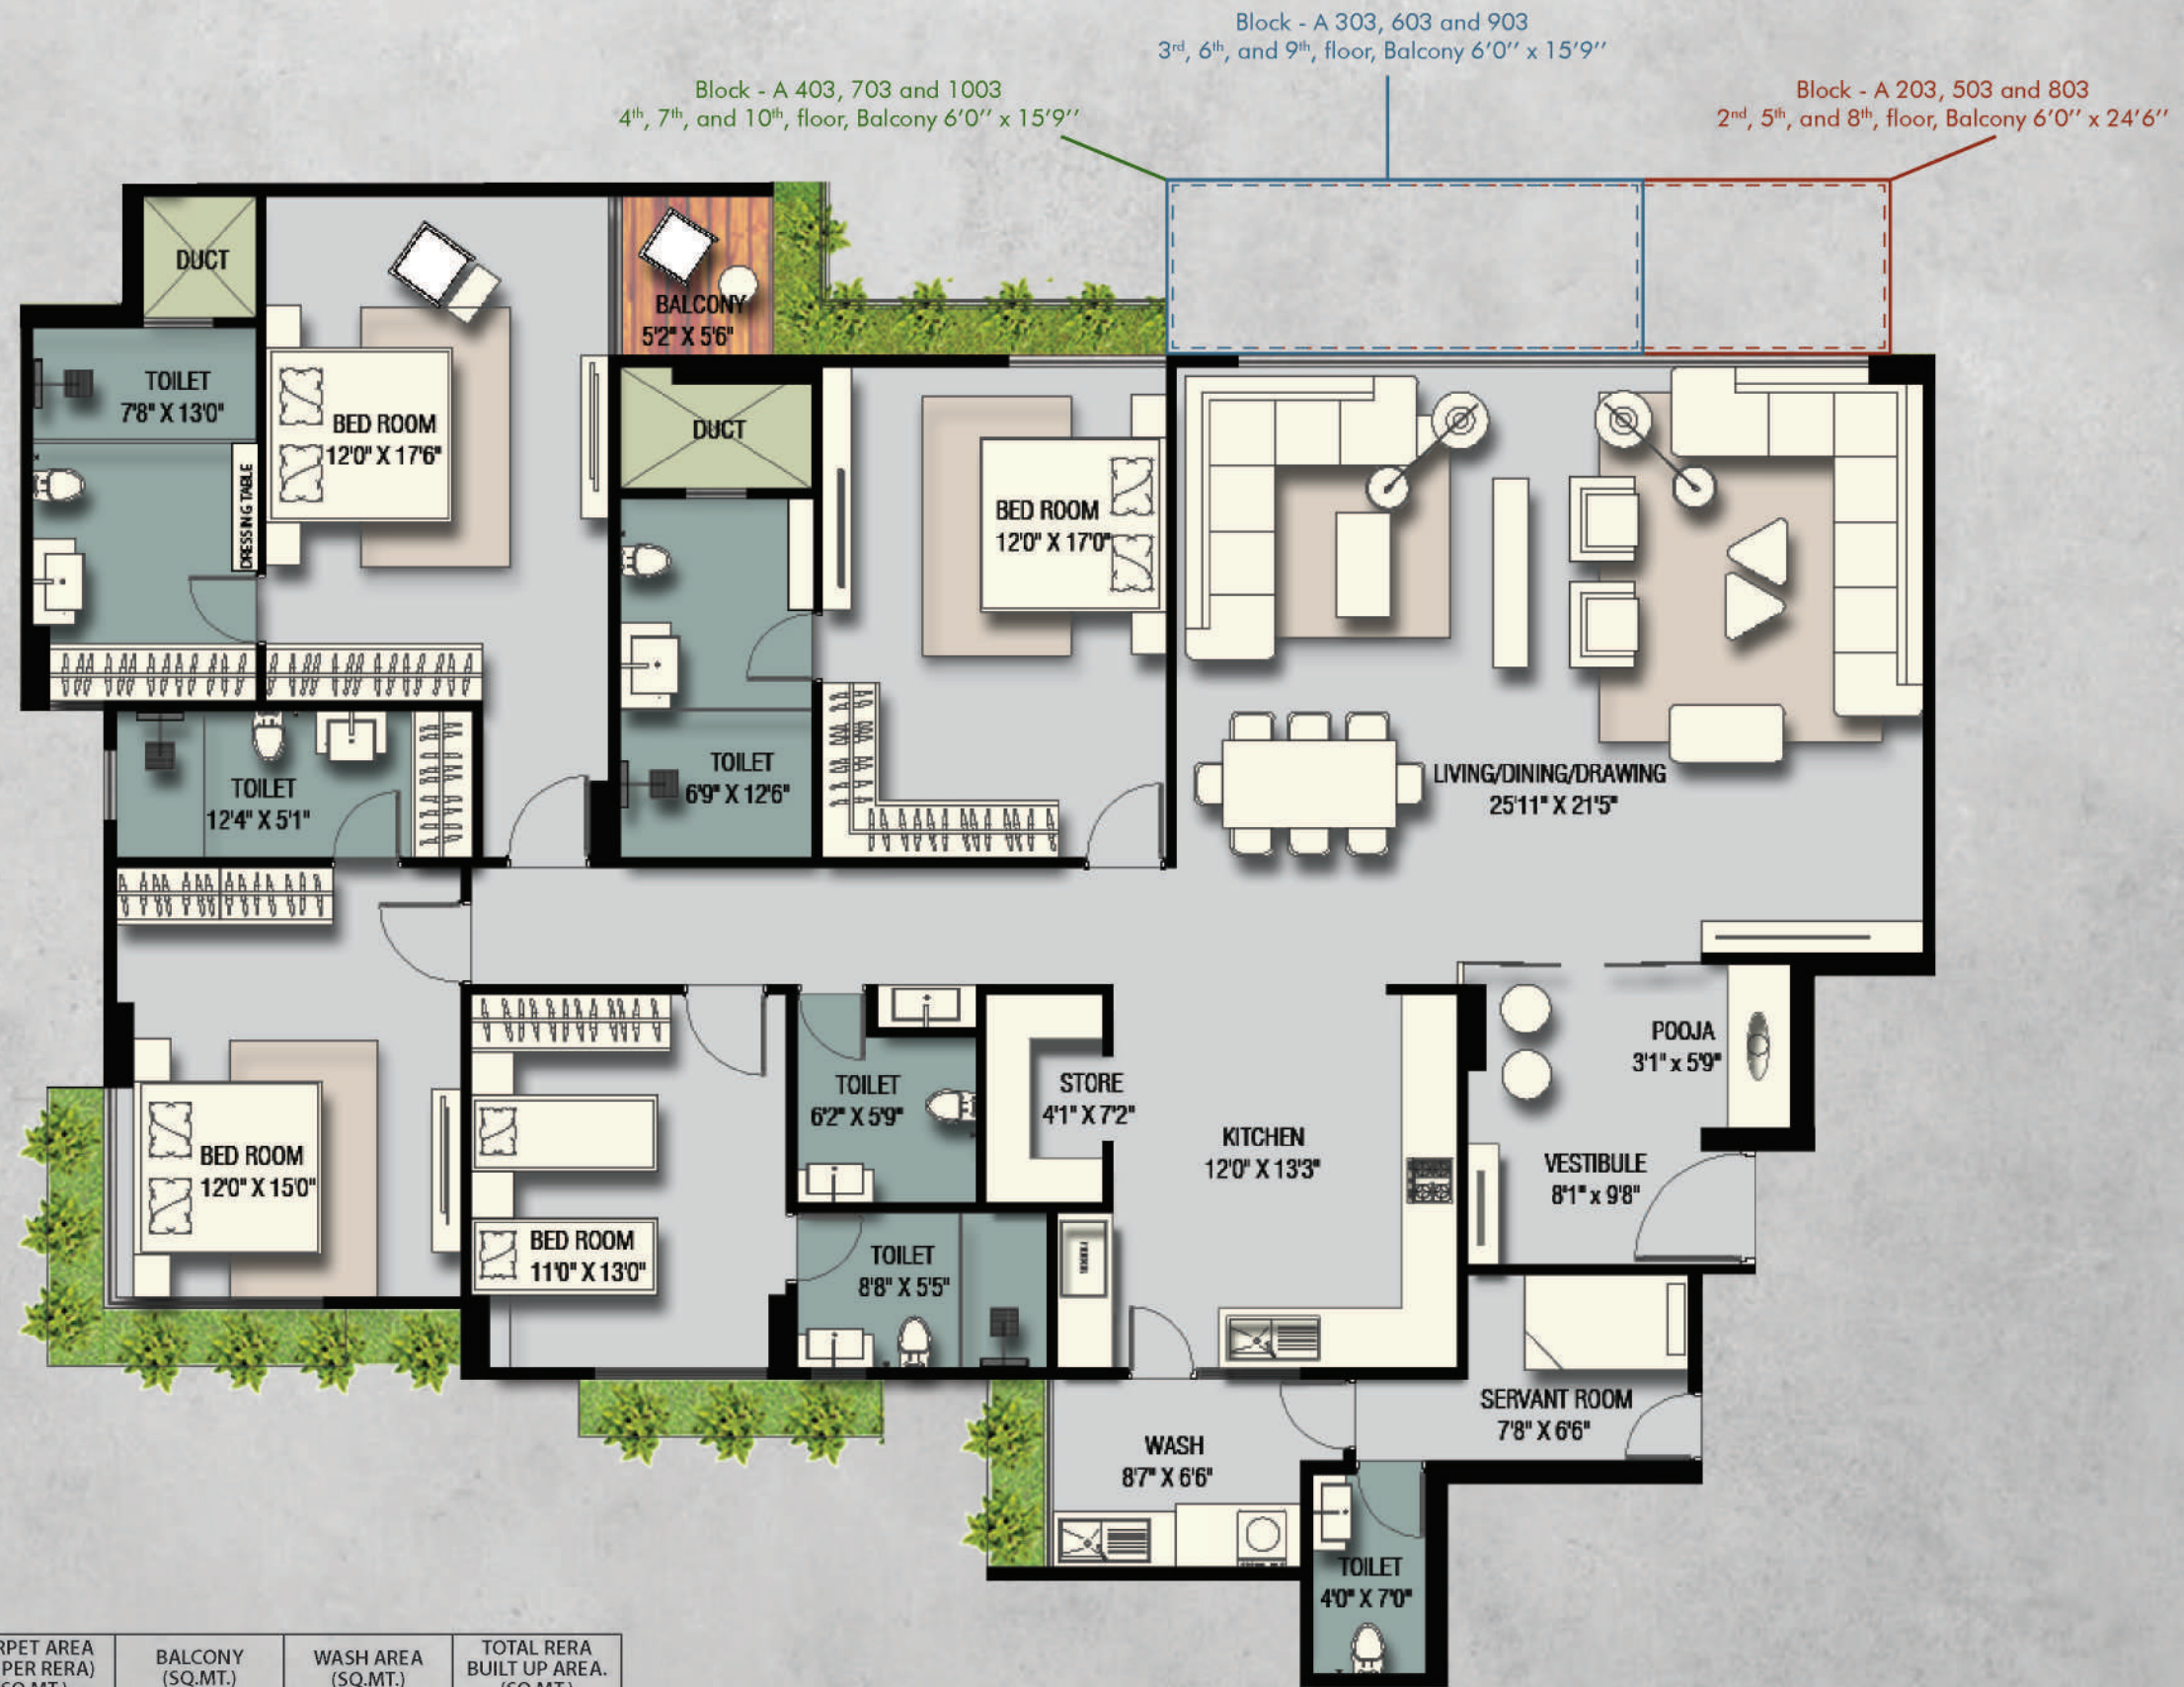 Block - A 303, 603 and 903
3rd, 6th, and 9th, floor, Balcony 6'0'' x 15'9''
Block - A 403, 703 and 1003
4th, 7th, and 10th, floor, Balcony 6'0'' x 15'9''
Block - A 203, 503 and 803
2nd, 5th, and 8th, floor, Balcony 6'0'' x 24'6''
DUCT
BALCONY
5'2" X 5'6"
TOILET
7'8" X 13'0"
BED ROOM
12'0" X 17'6"
DRESSING TABLE
DUCT
BED ROOM
12'0" X 17'0"
TOILET
12'4" X 5'1"
TOILET
6'9" X 12'6"
LIVING/DINING/DRAWING
25'11" X 21'5"
POOJA
3'1" x 5'9"
TOILET
6'2" X 5'9"
STORE
4'1" X 7'2"
KITCHEN
12'0" X 13'3"
VESTIBULE
8'1" x 9'8"
BED ROOM
12'0" X 15'0"
BED ROOM
11'0" X 13'0"
TOILET
8'8" X 5'5"
SERVANT ROOM
7'8" X 6'6"
WASH
8'7" X 6'6"
TOILET
4'0" X 7'0"
RPET AREA
PER RERA)
BALCONY
(SQ.MT.)
WASH AREA
(SQ.MT.)
TOTAL RERA
BUILT UP AREA.